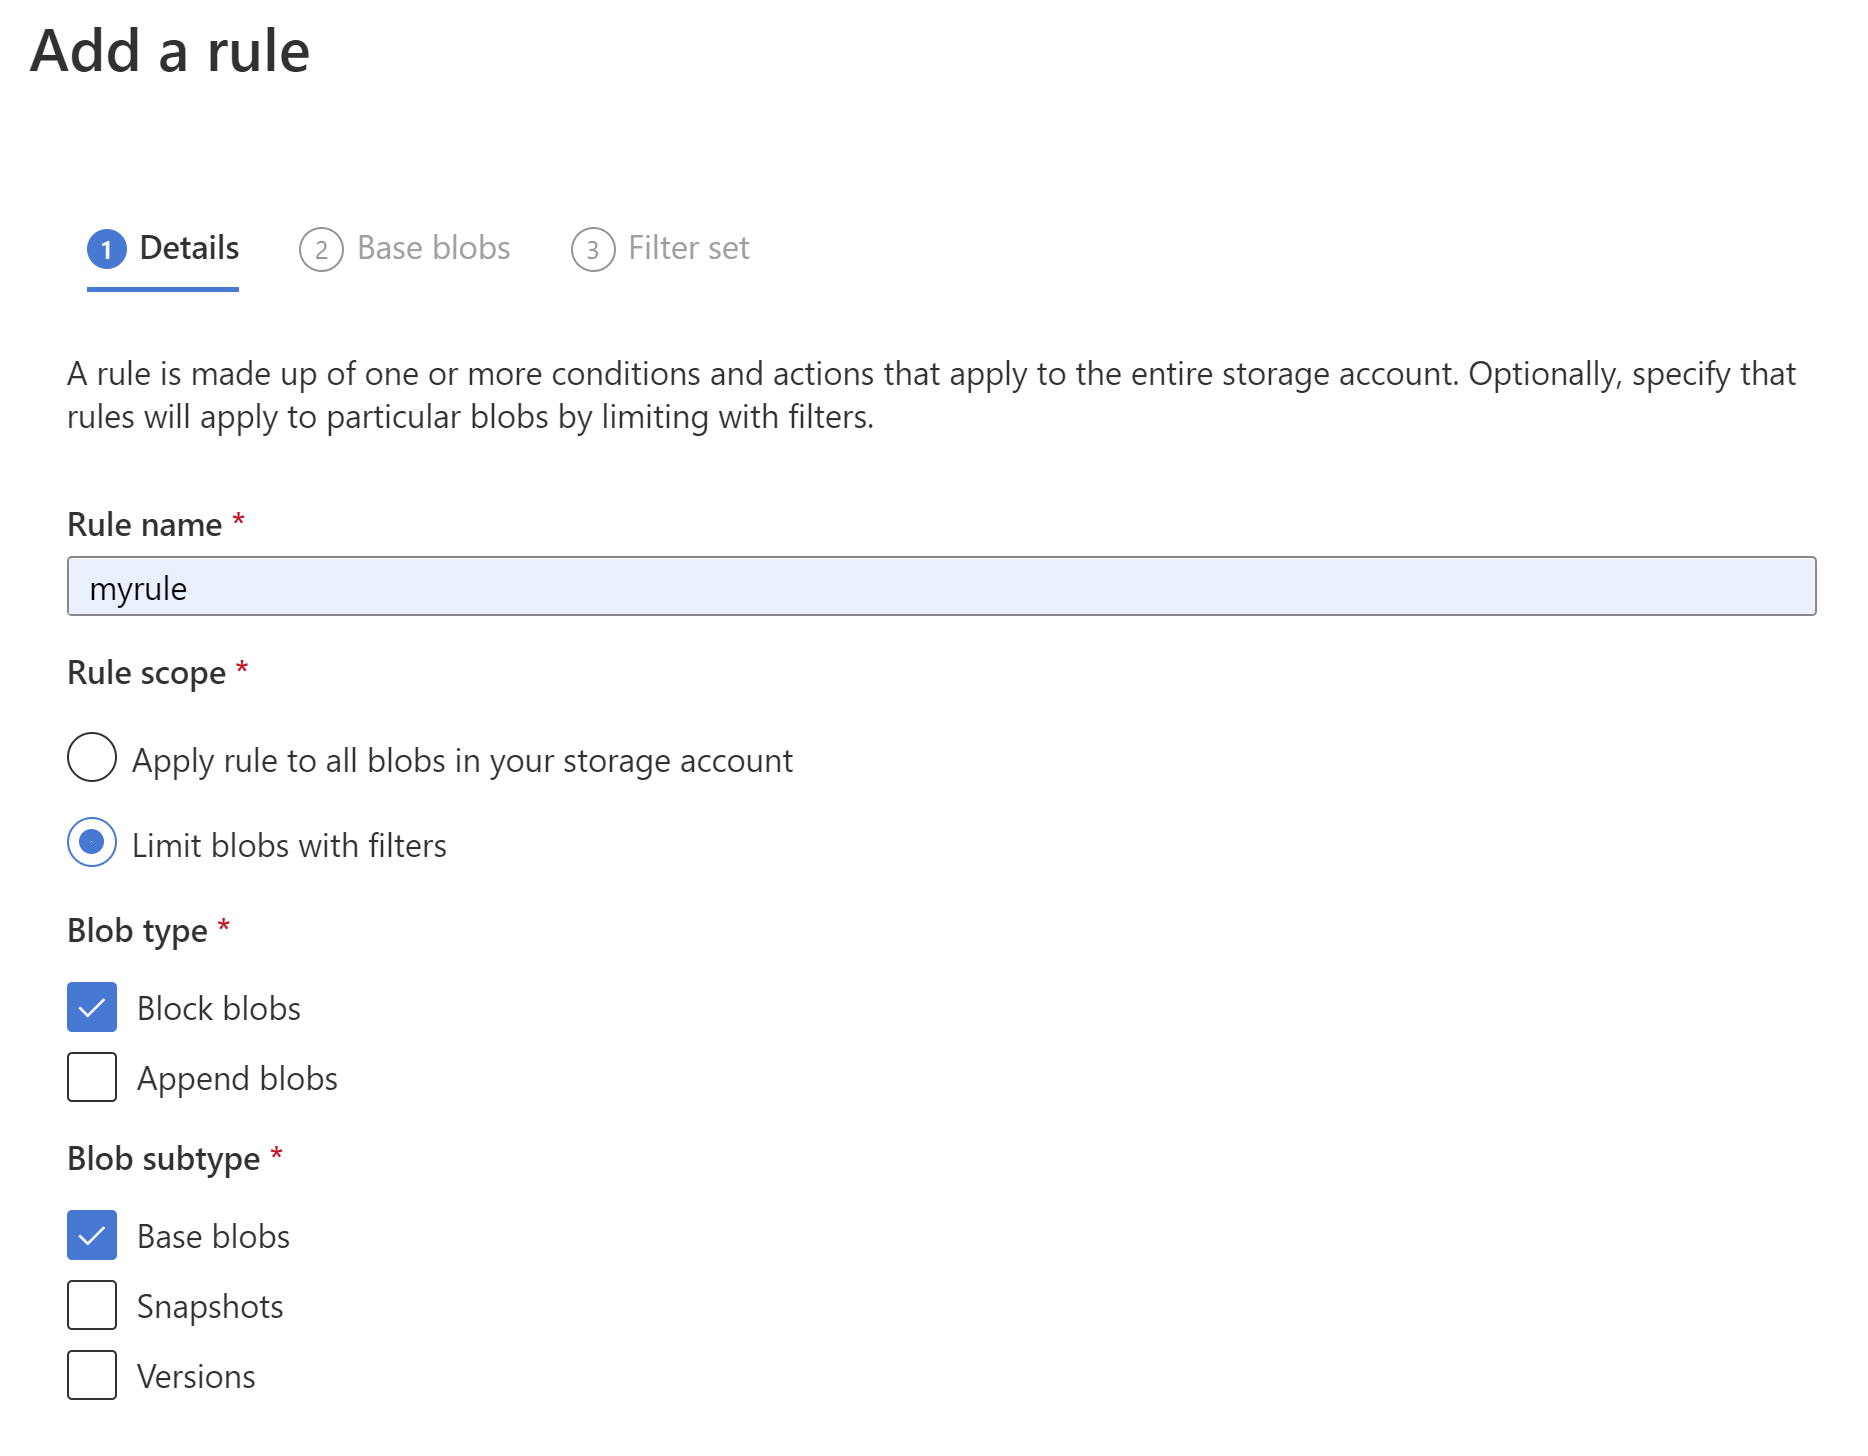 Add a rule
1 Details 2 Base blobs 3 Filter set
A rule is made up of one or more conditions and actions that apply to the entire storage account. Optionally, specify that
rules will apply to particular blobs by limiting with filters.
Rule name *
myrule
Rule scope *
Apply rule to all blobs in your storage account
Limit blobs with filters
Blob type *
Block blobs
Append blobs
Blob subtype *
Base blobs
Snapshots
Versions